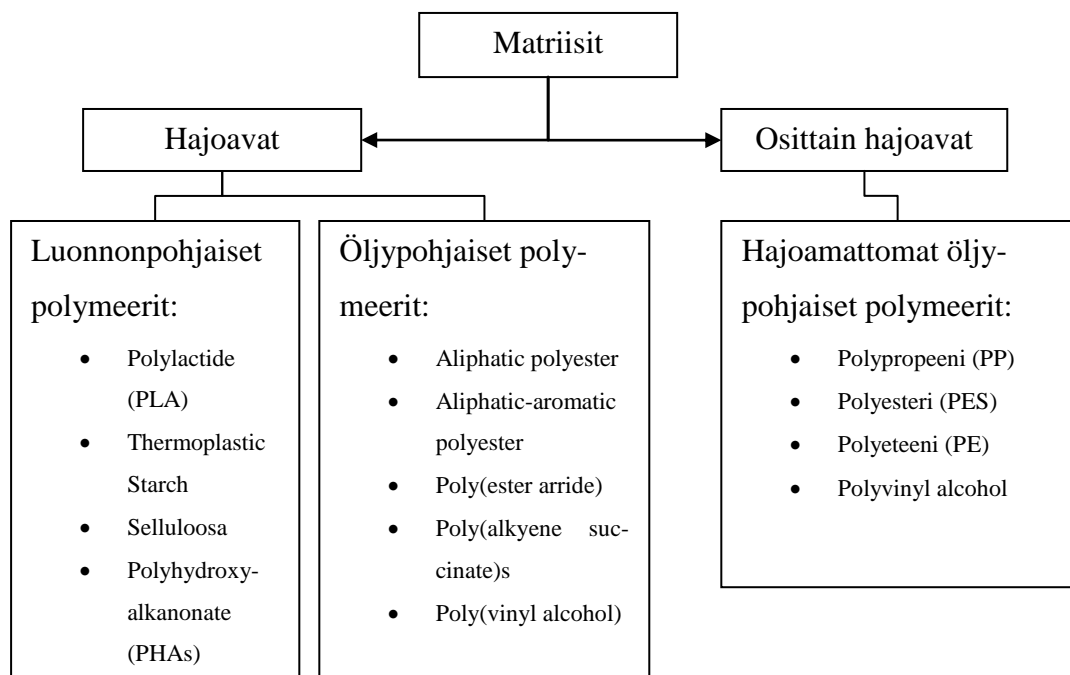 Matriisit
Hajoavat
Osittain hajoavat
Luonnonpohjaiset
polymeerit:
• Polylactide
(PLA)
• Thermoplastic
Starch
• Selluloosa
• Polyhydroxy-
alkanonate
(PHAs)
Öljypohjaiset poly-
meerit:
• Aliphatic polyester
• Aliphatic-aromatic
polyester
• Poly(ester arride)
• Poly(alkyene suc-
cinate)s
• Poly(vinyl alcohol)
Hajoamattomat öljy-
pohjaiset polymeerit:
• Polypropeeni (PP)
• Polyesteri (PES)
• Polyeteeni (PE)
• Polyvinyl alcohol